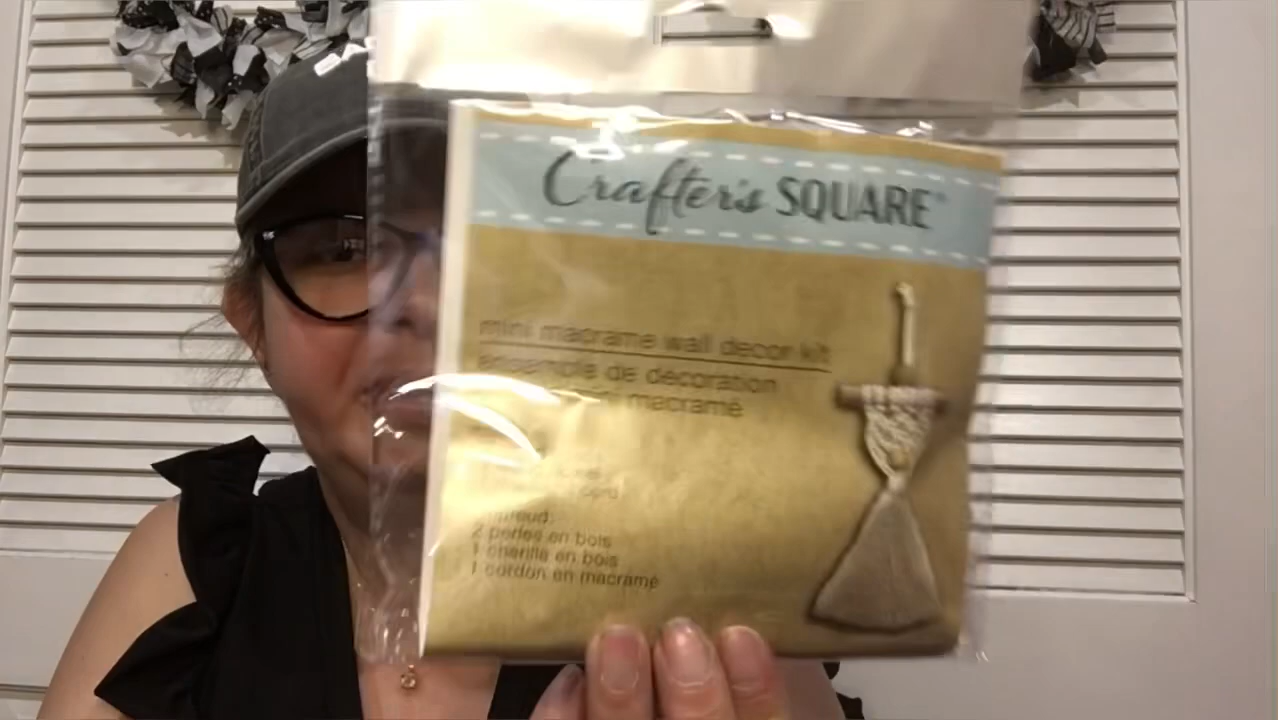 Crafter's SQUARE
mini macrame wall decor kit
ensemble de décoration
mini macramé
2 perles en bois
1 cheville en bois
1 cordon en macramé